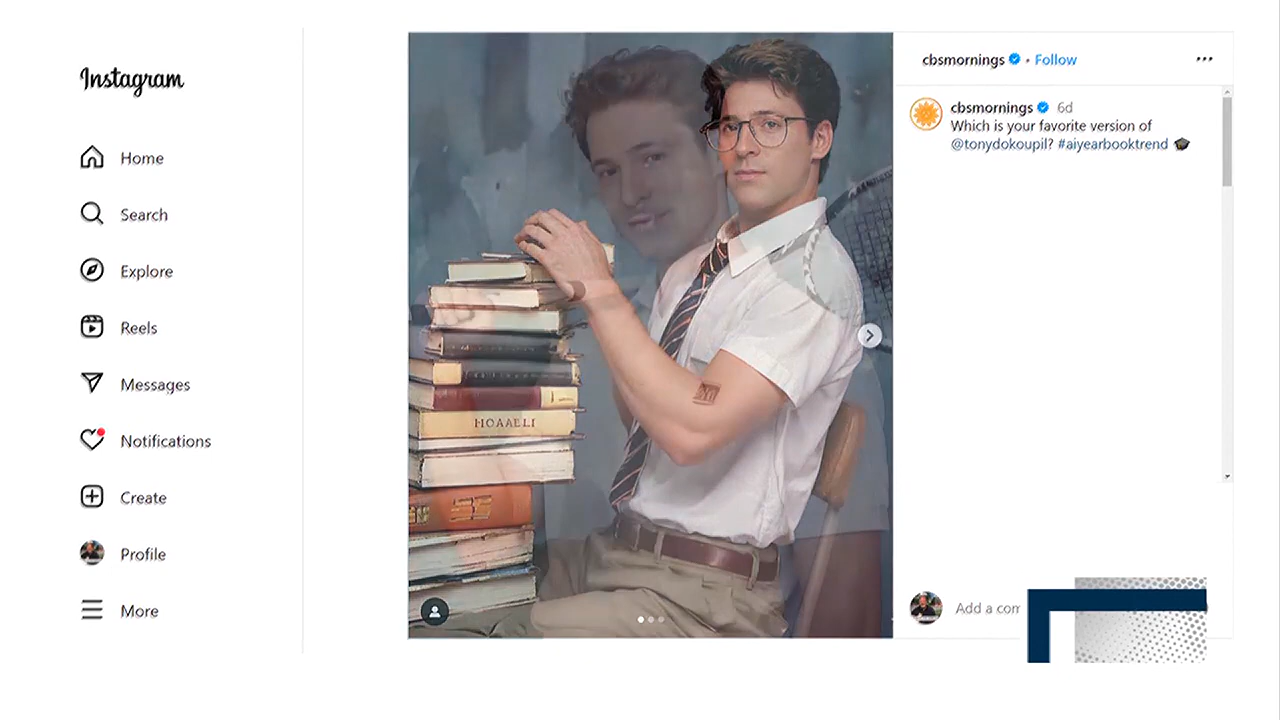 Instagram
Home
Search
Explore
Reels
Messages
Notifications
Create
Profile
More
HOAAELI
cbsmornings • Follow
cbsmornings 6d
Which is your favorite version of
@tonydokoupil? #aiyearbooktrend 🎓
Add a com